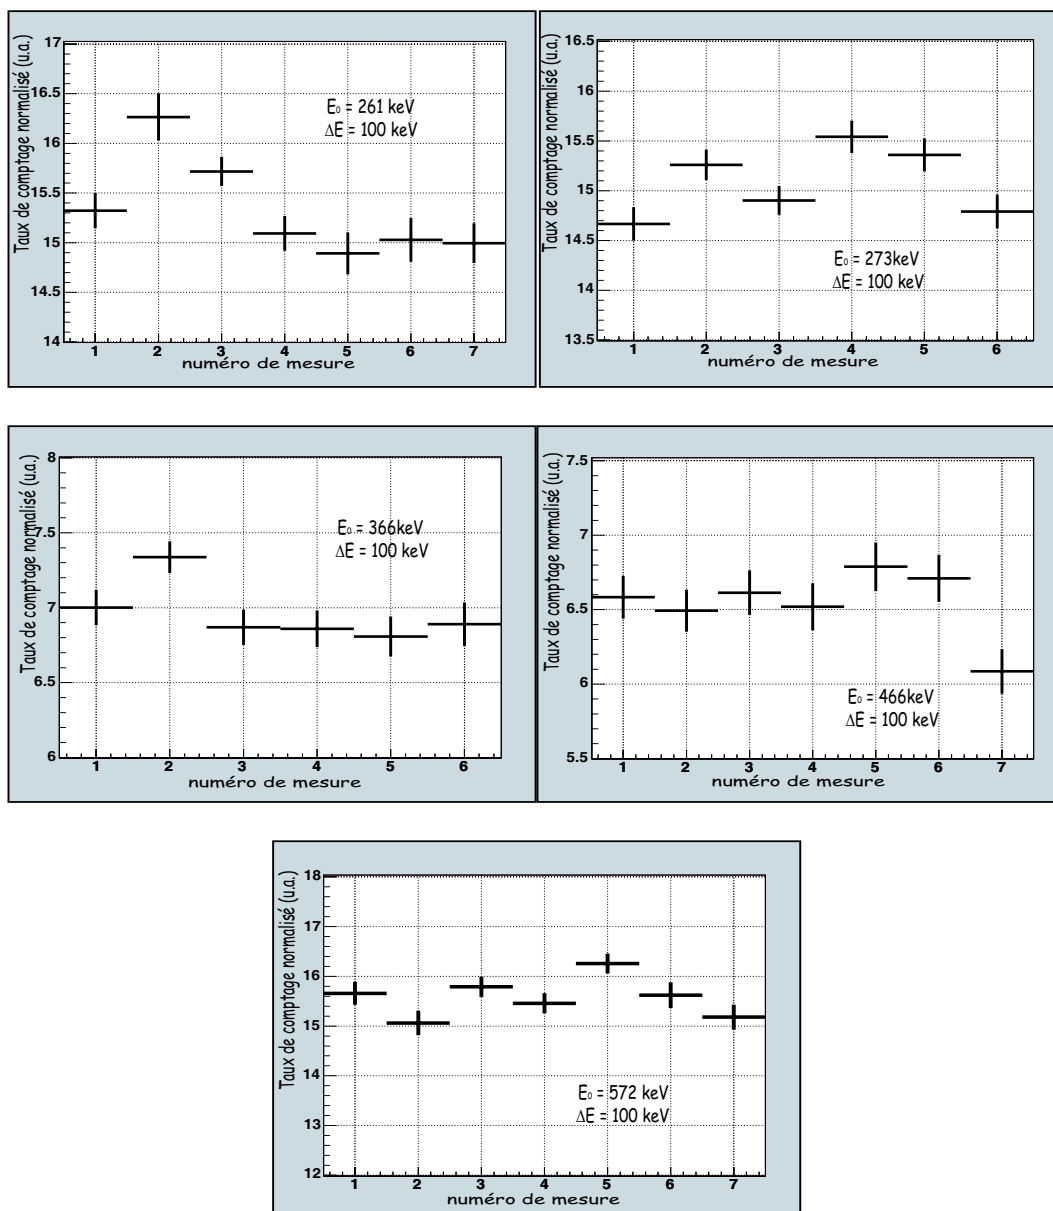 Taux de comptage normalisé (u.a.)
17
16.5
16
15.5
15
14.5
14
E₀ = 261 keV
ΔE = 100 keV
1 2 3 4 5 6 7
numéro de mesure
Taux de comptage normalisé (u.a.)
16.5
16
15.5
15
14.5
14
13.5
E₀ = 273keV
ΔE = 100 keV
1 2 3 4 5 6
numéro de mesure
Taux de comptage normalisé (u.a.)
8
7.5
7
6.5
6
E₀ = 366keV
ΔE = 100 keV
1 2 3 4 5 6
numéro de mesure
Taux de comptage normalisé (u.a.)
7.5
7
6.5
6
5.5
E₀ = 466keV
ΔE = 100 keV
1 2 3 4 5 6 7
numéro de mesure
Taux de comptage normalisé (u.a.)
18
17
16
15
14
13
12
E₀ = 572 keV
ΔE = 100 keV
1 2 3 4 5 6 7
numéro de mesure